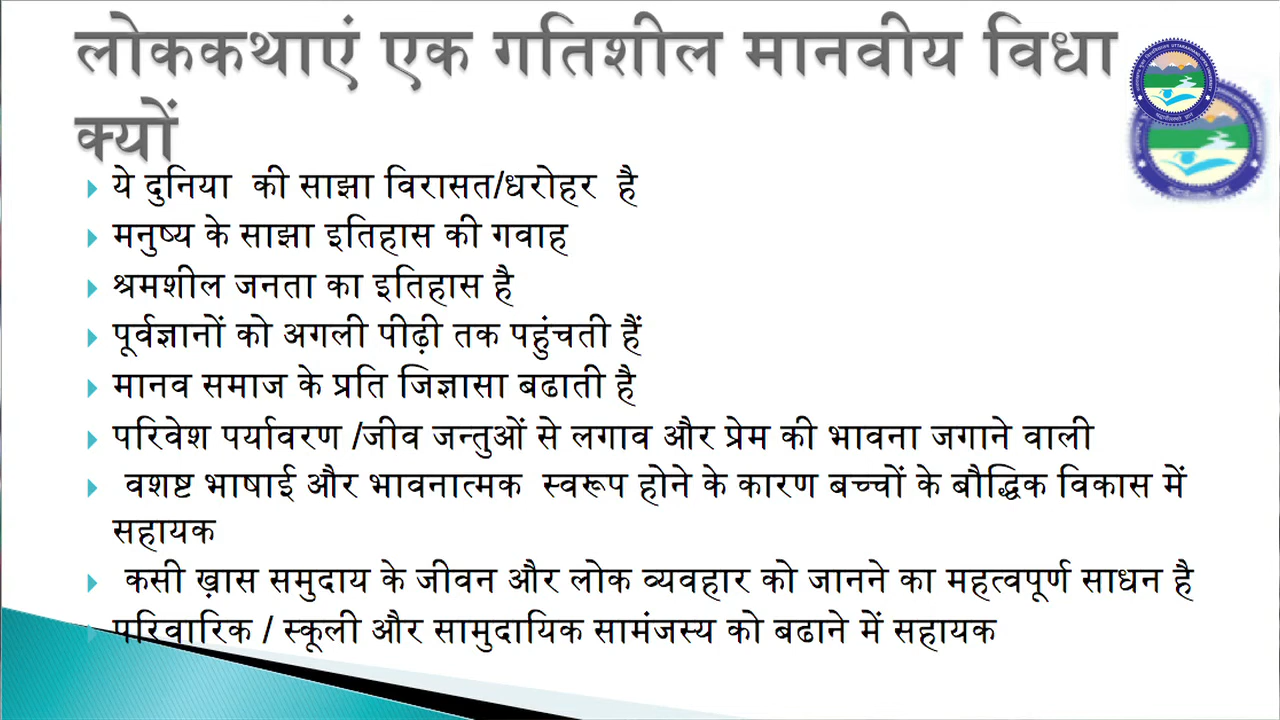 लोककथाएं एक गतिशील मानवीय विधा
क्यों
ये दुनिया की साझा विरासत/धरोहर है
मनुष्य के साझा इतिहास की गवाह
श्रमशील जनता का इतिहास है
पूर्वज्ञानों को अगली पीढ़ी तक पहुंचती हैं
मानव समाज के प्रति जिज्ञासा बढाती है
परिवेश पर्यावरण /जीव जन्तुओं से लगाव और प्रेम की भावना जगाने वाली
वशष्ट भाषाई और भावनात्मक स्वरूप होने के कारण बच्चों के बौद्धिक विकास में
सहायक
कसी ख़ास समुदाय के जीवन और लोक व्यवहार को जानने का महत्वपूर्ण साधन है
परिवारिक / स्कूली और सामुदायिक सामंजस्य को बढाने में सहायक